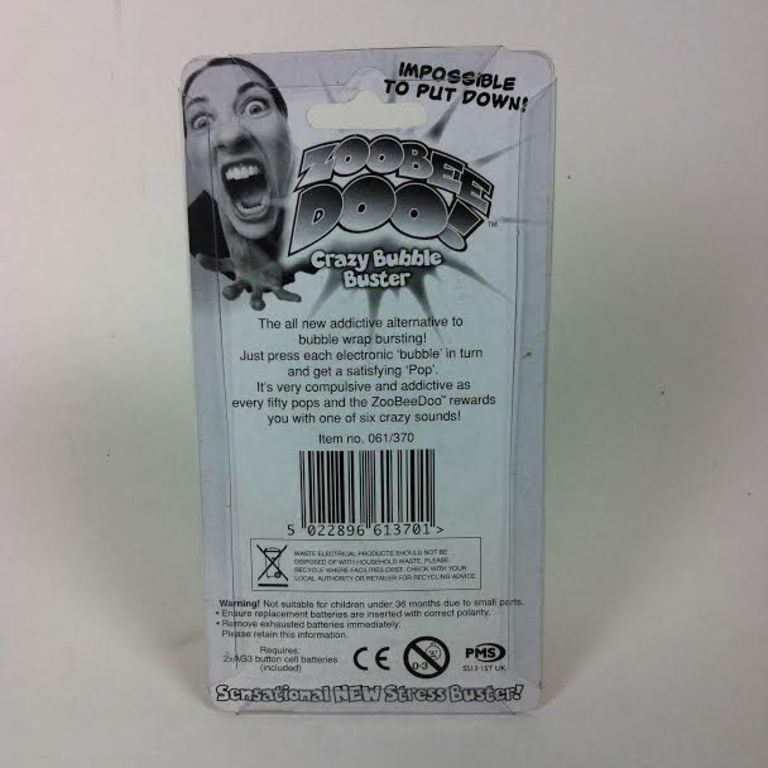 IMPOSSIBLE
TO PUT DOWN!
ZOOBEE
DOO!™
Crazy Bubble
Buster
The all new addictive alternative to
bubble wrap bursting!
Just press each electronic 'bubble' in turn
and get a satisfying 'Pop'.
It's very compulsive and addictive as
every fifty pops and the ZooBeeDoo™ rewards
you with one of six crazy sounds!
Item no. 061/370
5 022896 613701 >
WASTE ELECTRICAL PRODUCTS SHOULD NOT BE
DISPOSED OF WITH HOUSEHOLD WASTE. PLEASE
RECYCLE WHERE FACILITIES EXIST. CHECK WITH YOUR
LOCAL AUTHORITY OR RETAILER FOR RECYCLING ADVICE.
Warning! Not suitable for children under 36 months due to small parts.
• Ensure replacement batteries are inserted with correct polarity.
• Remove exhausted batteries immediately.
Please retain this information.
Requires:
2xAG3 button cell batteries
(included)
CE
0-3
PMS
SS13 1ST UK
Sensational NEW Stress Buster!